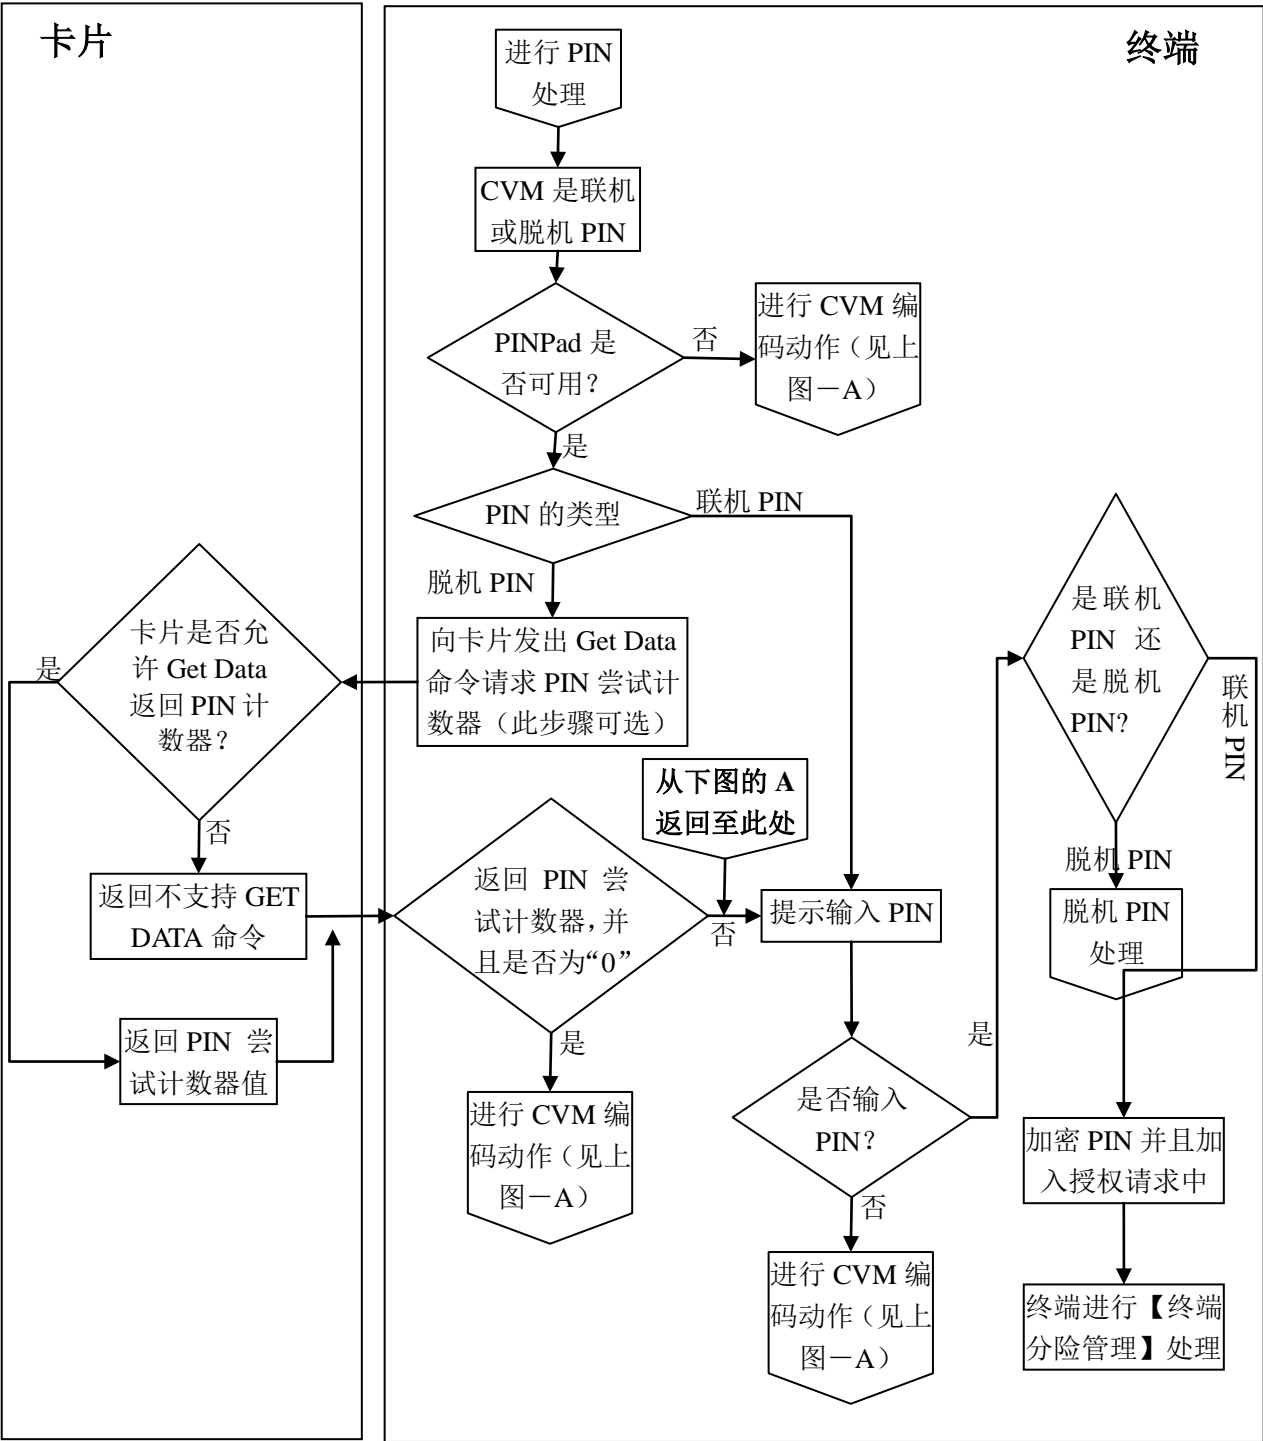 卡片
终端
进行 PIN
处理
CVM 是联机
或脱机 PIN
PINPad 是
否可用？
否
进行 CVM 编
码动作（见上
图－A）
是
PIN 的类型
联机 PIN
脱机 PIN
向卡片发出 Get Data
命令请求 PIN 尝试计
数器（此步骤可选）
卡片是否允
许 Get Data
返回 PIN 计
数器？
是
否
返回不支持 GET
DATA 命令
返回 PIN 尝
试计数器值
从下图的 A
返回至此处
返回 PIN 尝
试计数器，并
且是否为“0”
否
是
进行 CVM 编
码动作（见上
图－A）
提示输入 PIN
是否输入
PIN？
是
否
进行 CVM 编
码动作（见上
图－A）
是联机
PIN 还
是脱机
PIN?
联机 PIN
脱机 PIN
脱机 PIN
处理
加密 PIN 并且加
入授权请求中
终端进行【终端
分险管理】处理